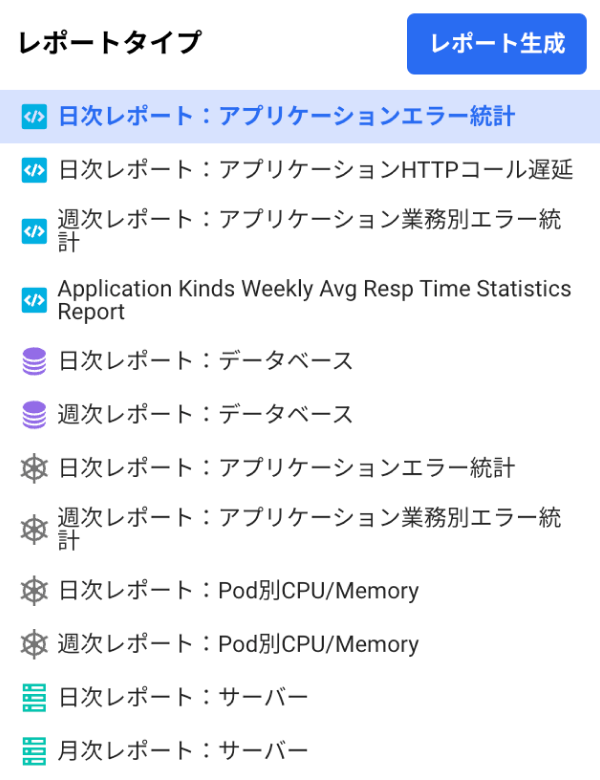 レポートタイプ
レポート生成
日次レポート：アプリケーションエラー統計
日次レポート：アプリケーションHTTPコール遅延
週次レポート：アプリケーション業務別エラー統
計
Application Kinds Weekly Avg Resp Time Statistics
Report
日次レポート：データベース
週次レポート：データベース
日次レポート：アプリケーションエラー統計
週次レポート：アプリケーション業務別エラー統
計
日次レポート：Pod別CPU/Memory
週次レポート：Pod別CPU/Memory
日次レポート：サーバー
月次レポート：サーバー